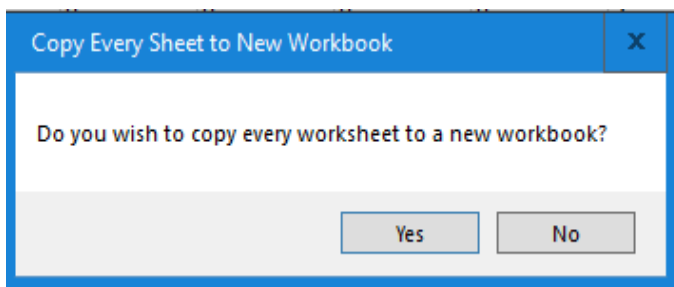 Copy Every Sheet to New Workbook
x
Do you wish to copy every worksheet to a new workbook?
Yes
No